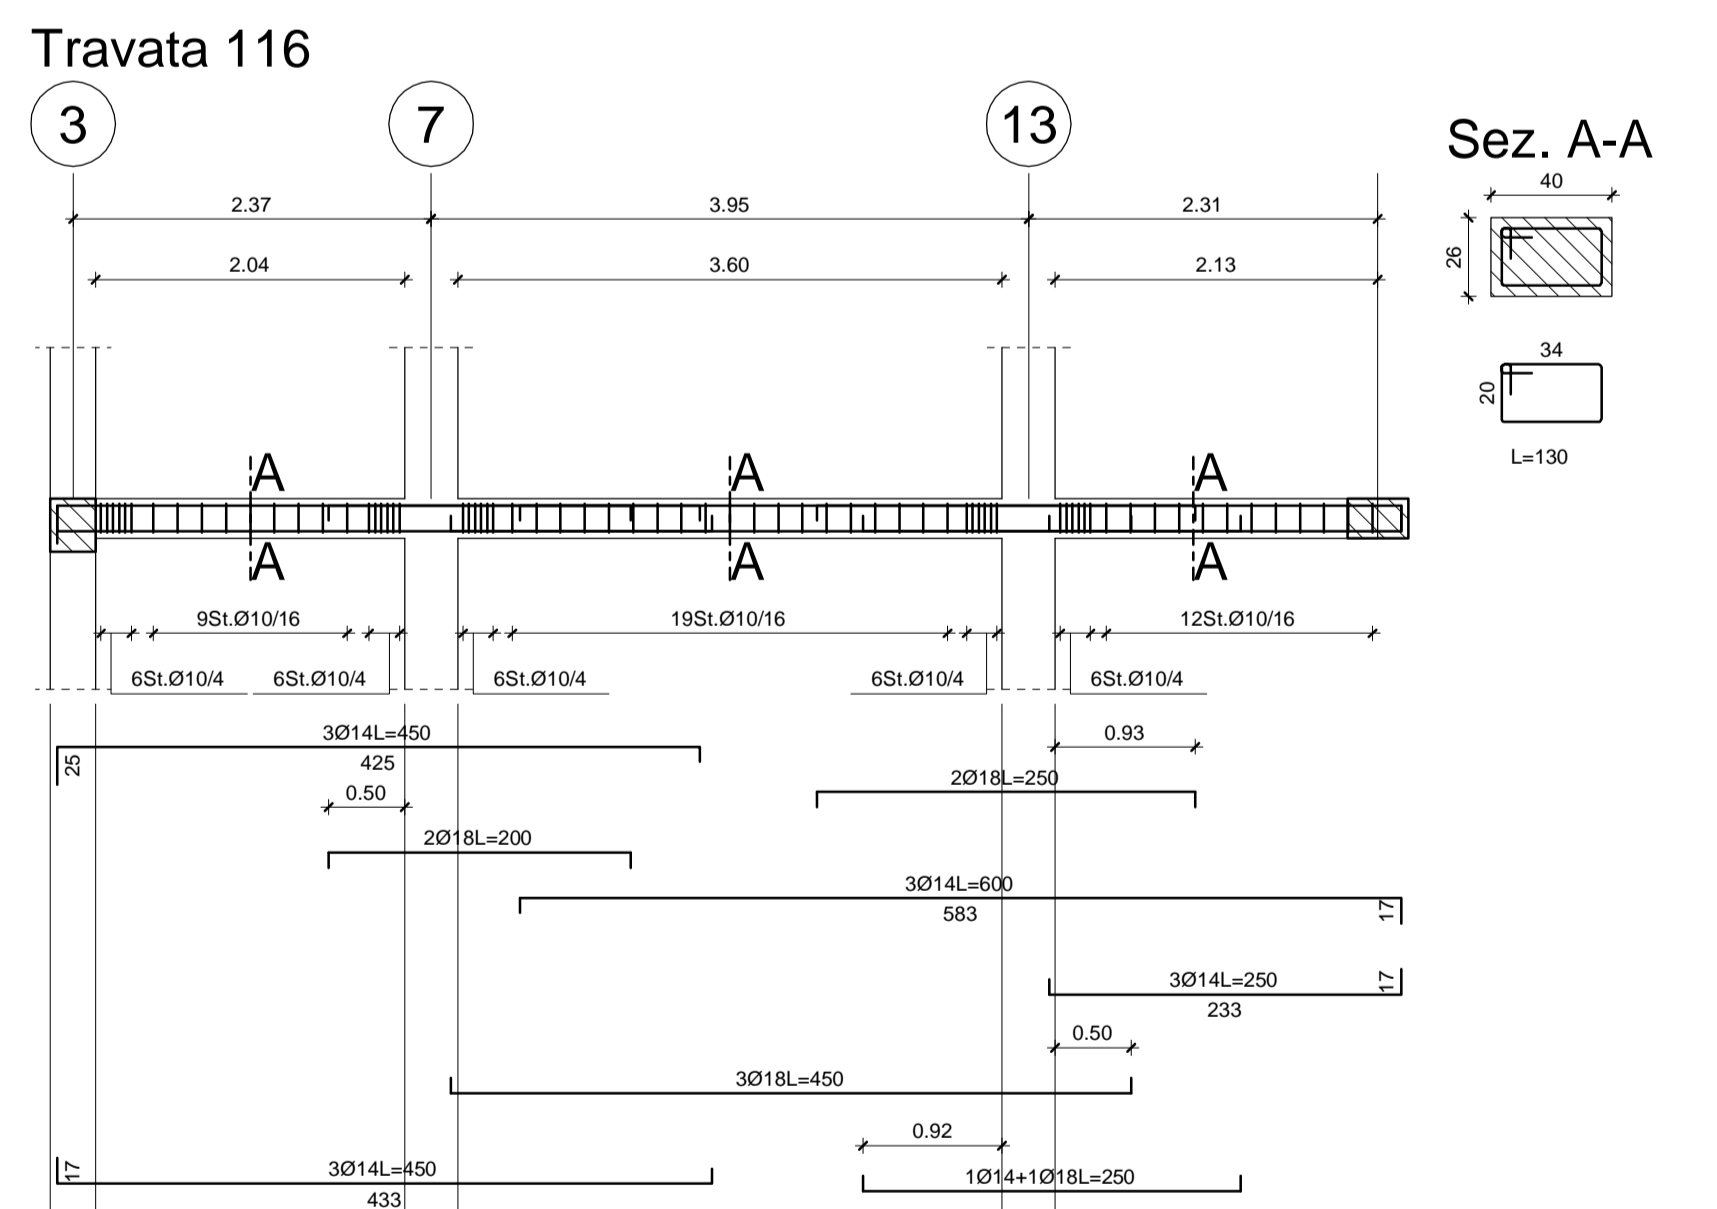 Travata 116
3 7 13
Sez. A-A
40
2.37 3.95 2.31
26
2.04 3.60 2.13
34
20
L=130
A A A
A A A
9St.Ø10/16 19St.Ø10/16 12St.Ø10/16
6St.Ø10/4 6St.Ø10/4 6St.Ø10/4 6St.Ø10/4 6St.Ø10/4
3Ø14L=450 0.93
25 425
2Ø18L=250
0.50
2Ø18L=200
3Ø14L=600
583 17
3Ø14L=250 17
233
0.50
3Ø18L=450
0.92
17 3Ø14L=450 1Ø14+1Ø18L=250
433